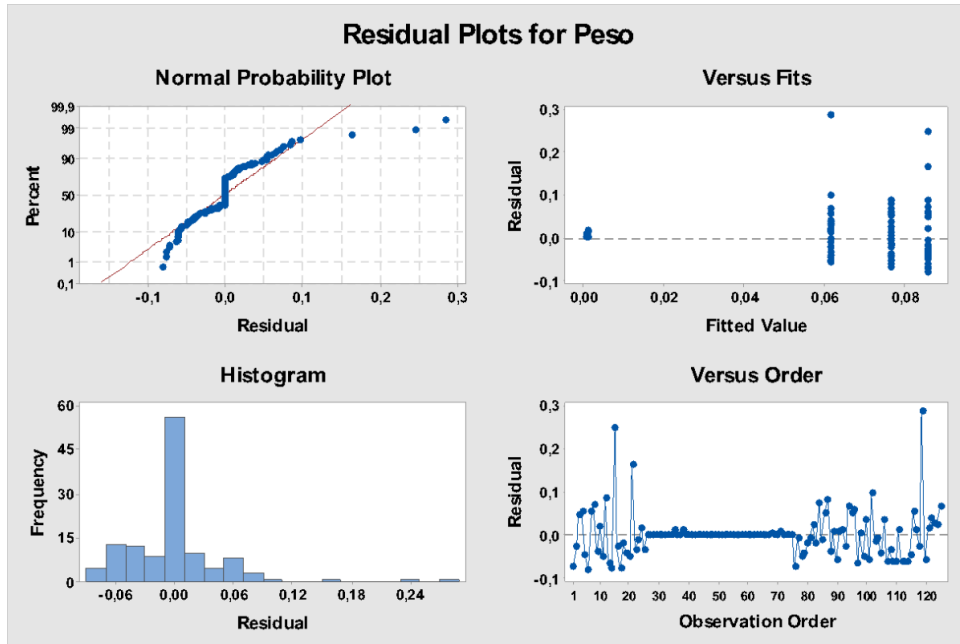 Residual Plots for Peso
Normal Probability Plot
99,9
99
90
50
10
1
0,1
Percent
-0,1 0,0 0,1 0,2 0,3
Residual
Versus Fits
0,3
0,2
0,1
0,0
-0,1
Residual
0,00 0,02 0,04 0,06 0,08
Fitted Value
Histogram
60
45
30
15
0
Frequency
-0,06 0,00 0,06 0,12 0,18 0,24
Residual
Versus Order
0,3
0,2
0,1
0,0
-0,1
Residual
1 10 20 30 40 50 60 70 80 90 100 110 120
Observation Order